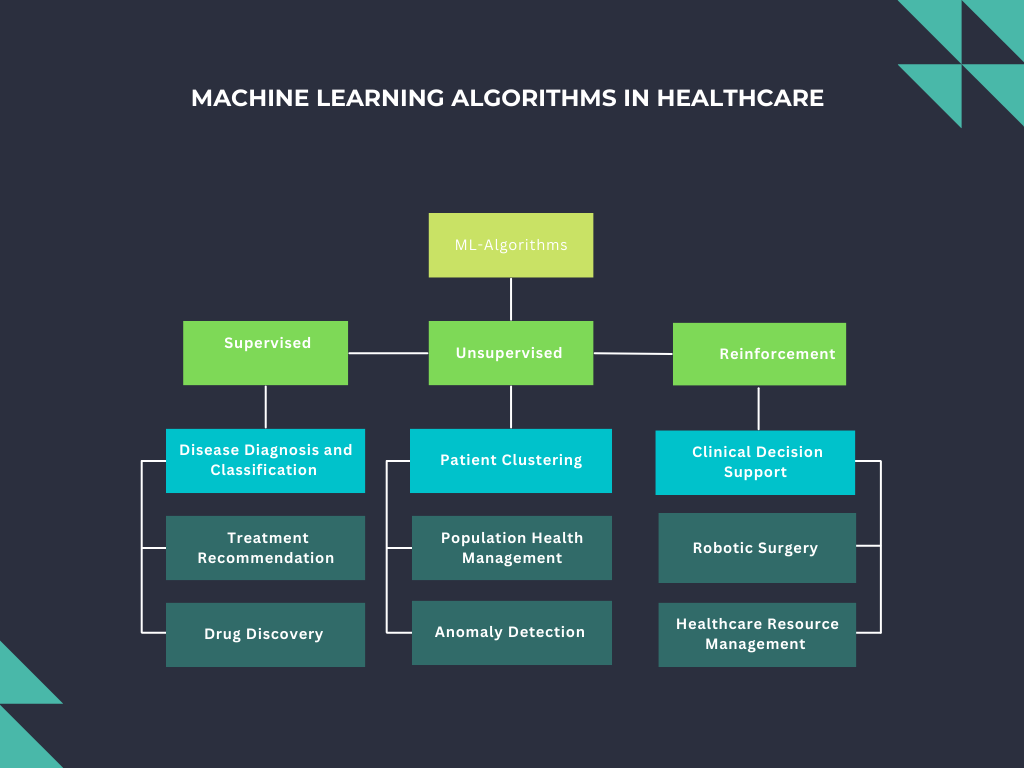 MACHINE LEARNING ALGORITHMS IN HEALTHCARE
ML-Algorithms
Supervised
Unsupervised
Reinforcement
Disease Diagnosis and
Classification
Patient Clustering
Clinical Decision
Support
Treatment
Recommendation
Population Health
Management
Robotic Surgery
Drug Discovery
Anomaly Detection
Healthcare Resource
Management